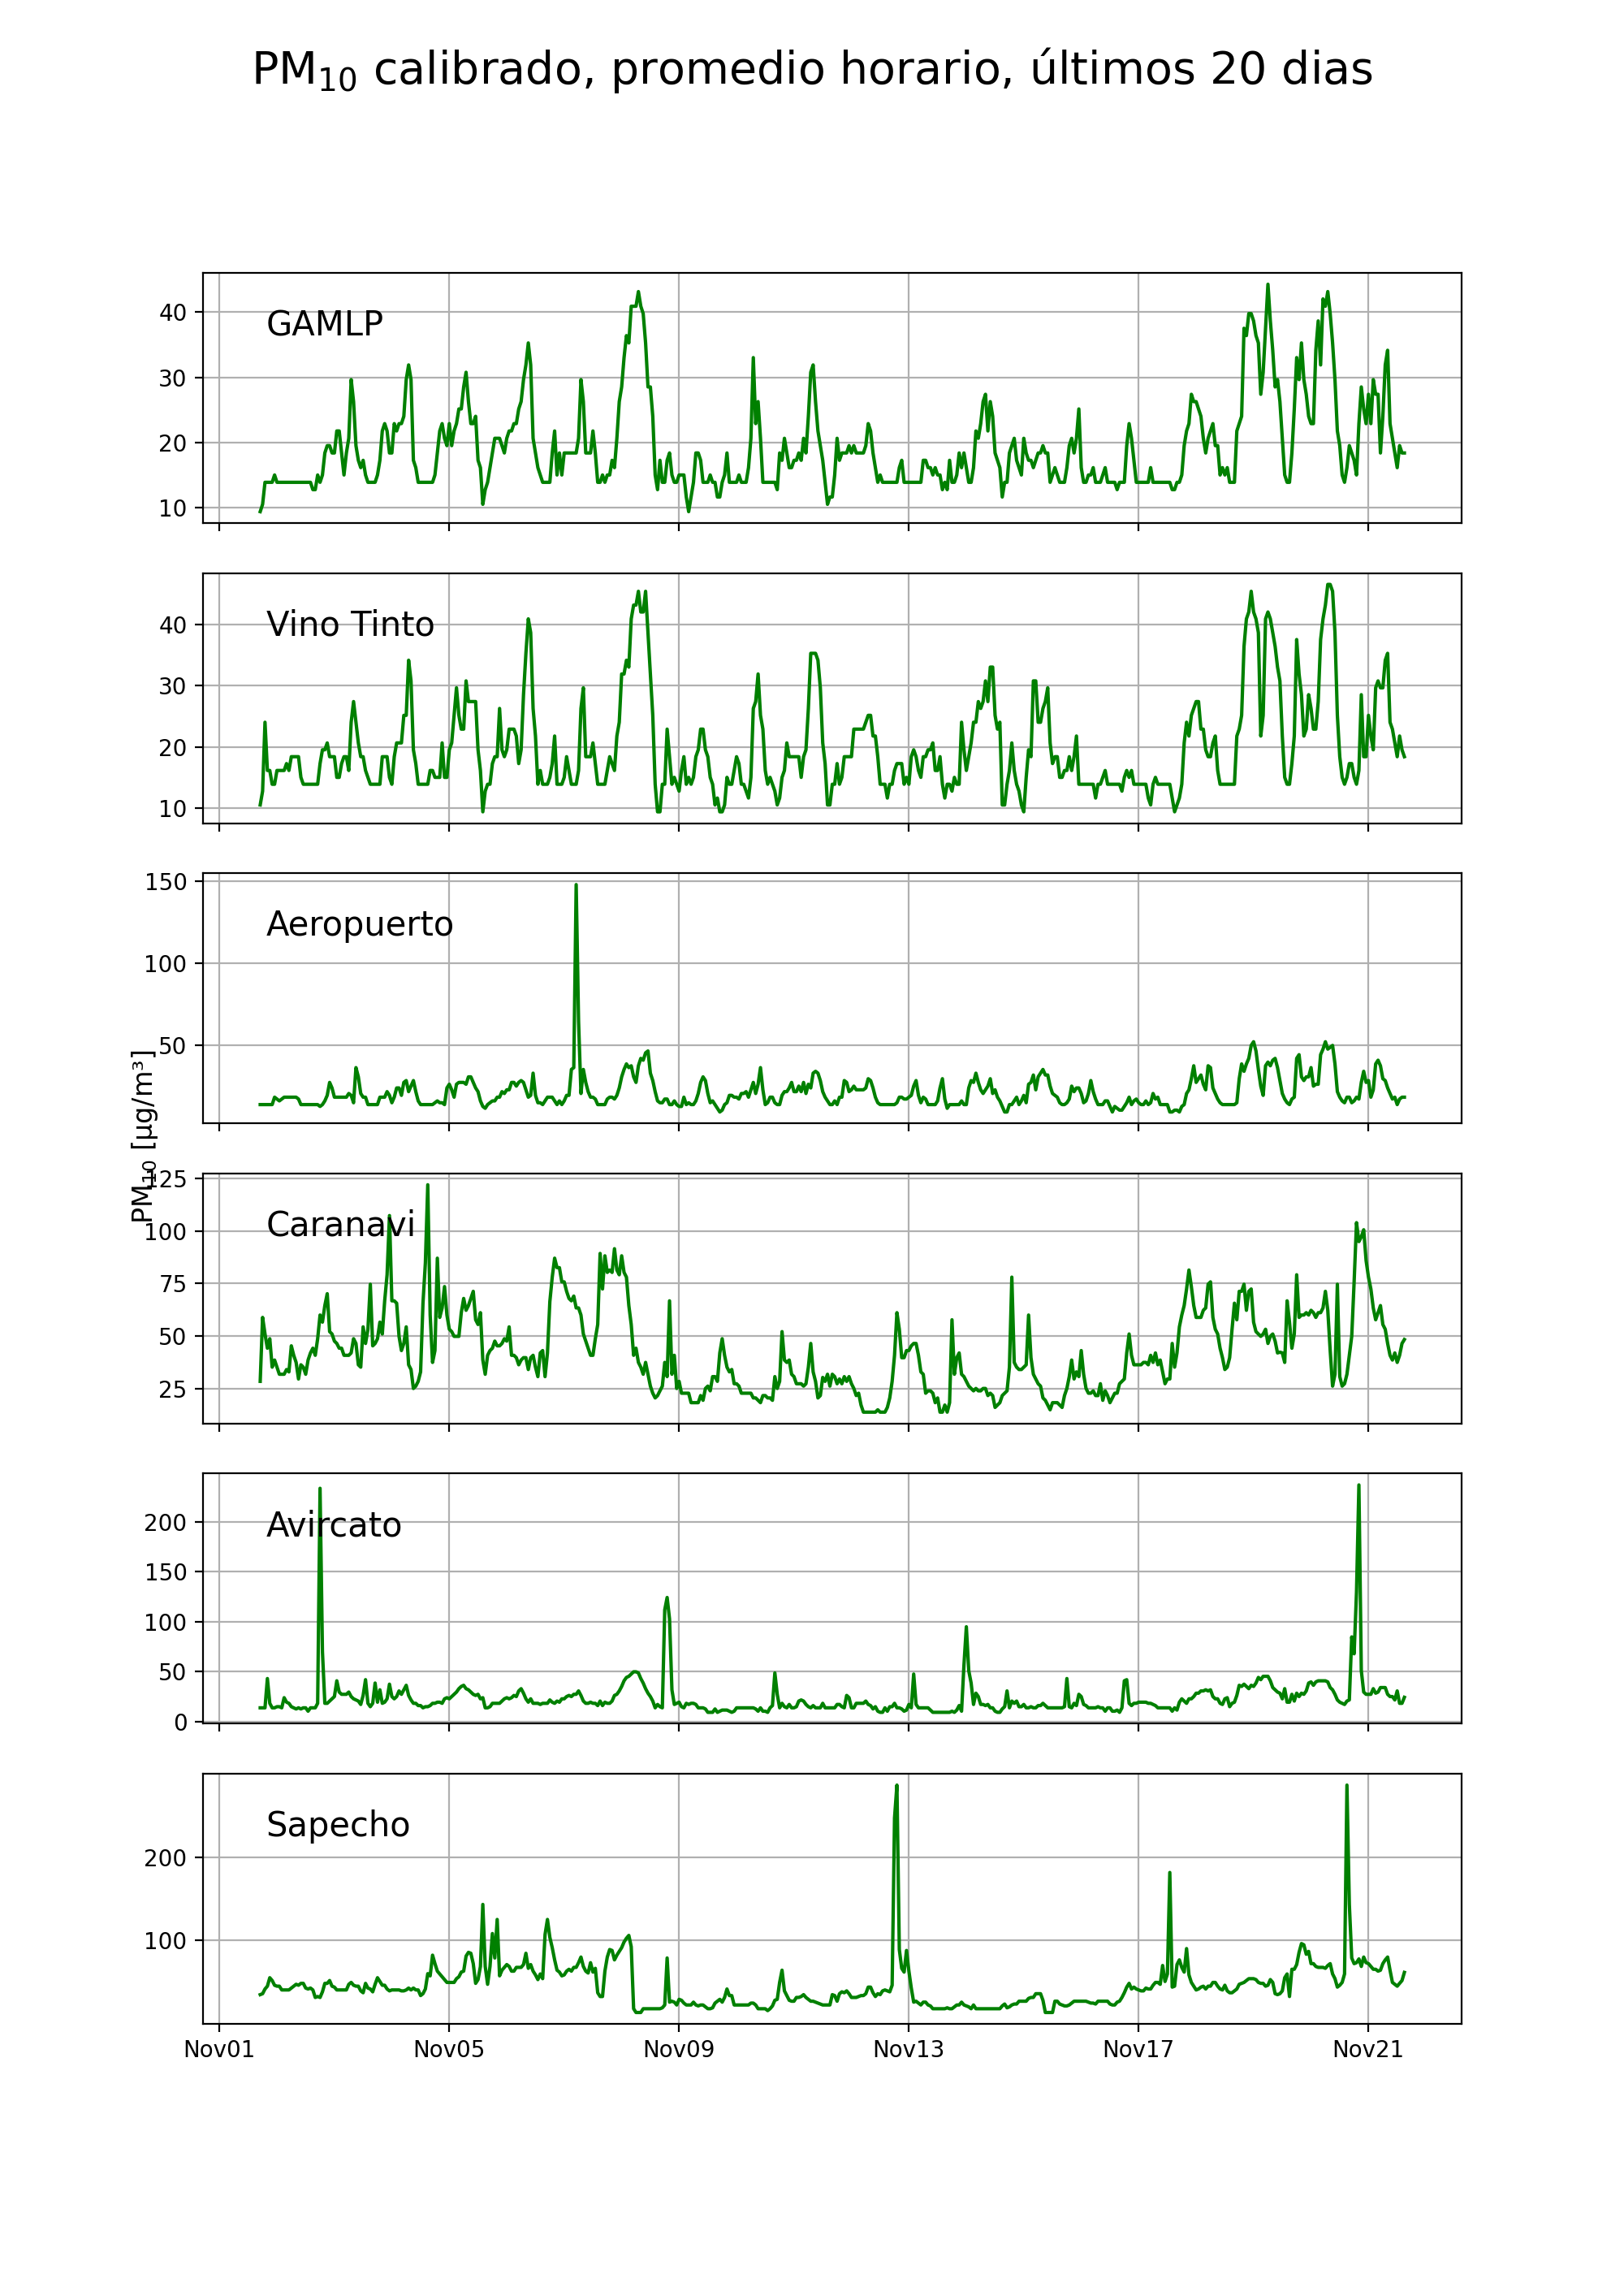 PM₁₀ calibrado, promedio horario, últimos 20 dias
GAMLP
40
30
20
10
Vino Tinto
40
30
20
10
Aeropuerto
150
100
50
PM₁₀ [µg/m³]
Caranavi
125
100
75
50
25
Avircato
200
150
100
50
0
Sapecho
200
100
Nov01 Nov05 Nov09 Nov13 Nov17 Nov21